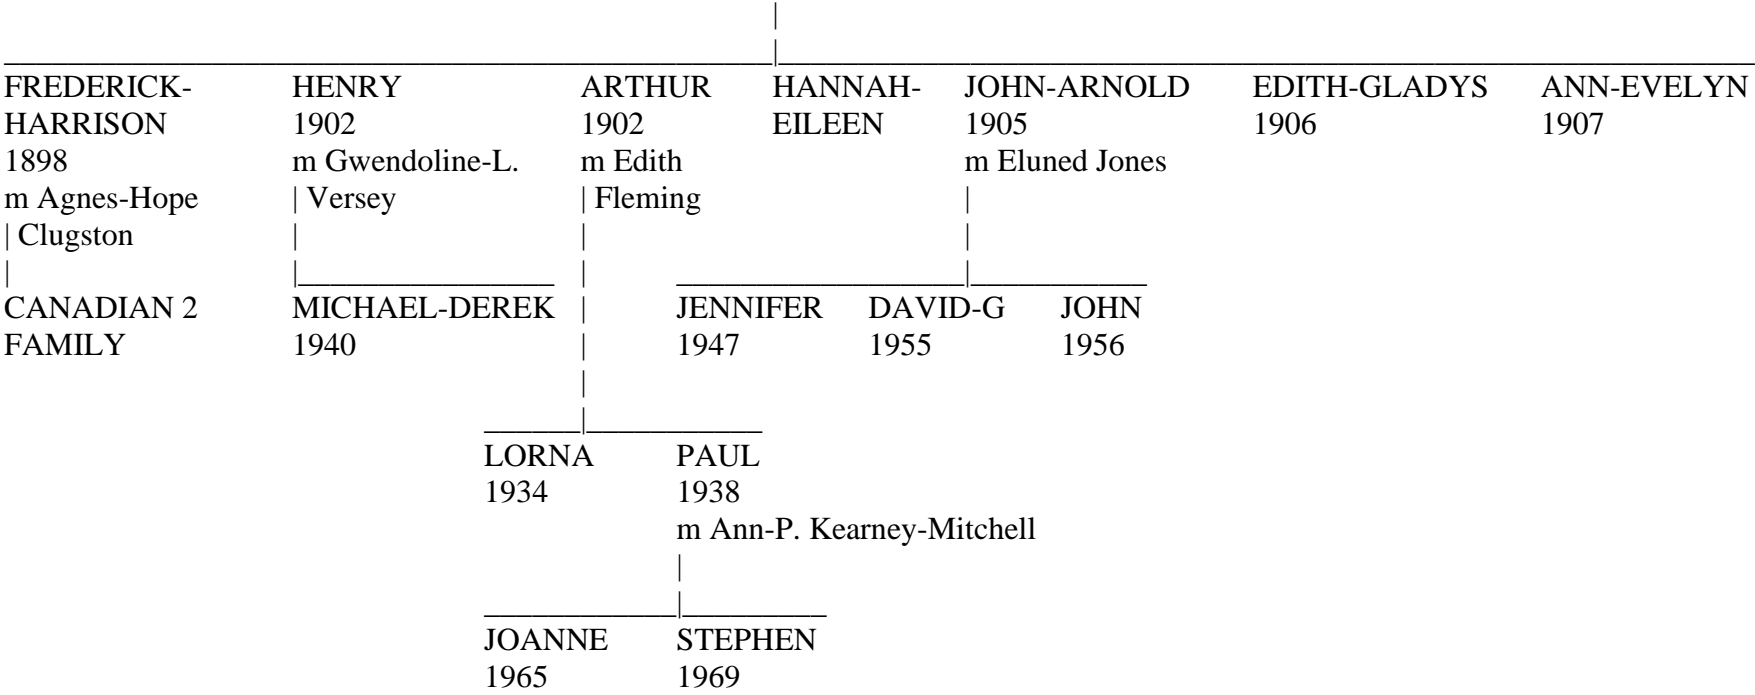 FREDERICK- HENRY ARTHUR HANNAH- JOHN-ARNOLD EDITH-GLADYS ANN-EVELYN
HARRISON 1902 1902 EILEEN 1905 1906 1907
1898 m Gwendoline-L. m Edith m Eluned Jones
m Agnes-Hope | Versey | Fleming |
| Clugston | | |
CANADIAN 2 MICHAEL-DEREK | JENNIFER DAVID-G JOHN
FAMILY 1940 | 1947 1955 1956
LORNA PAUL
1934 1938
m Ann-P. Kearney-Mitchell
JOANNE STEPHEN
1965 1969